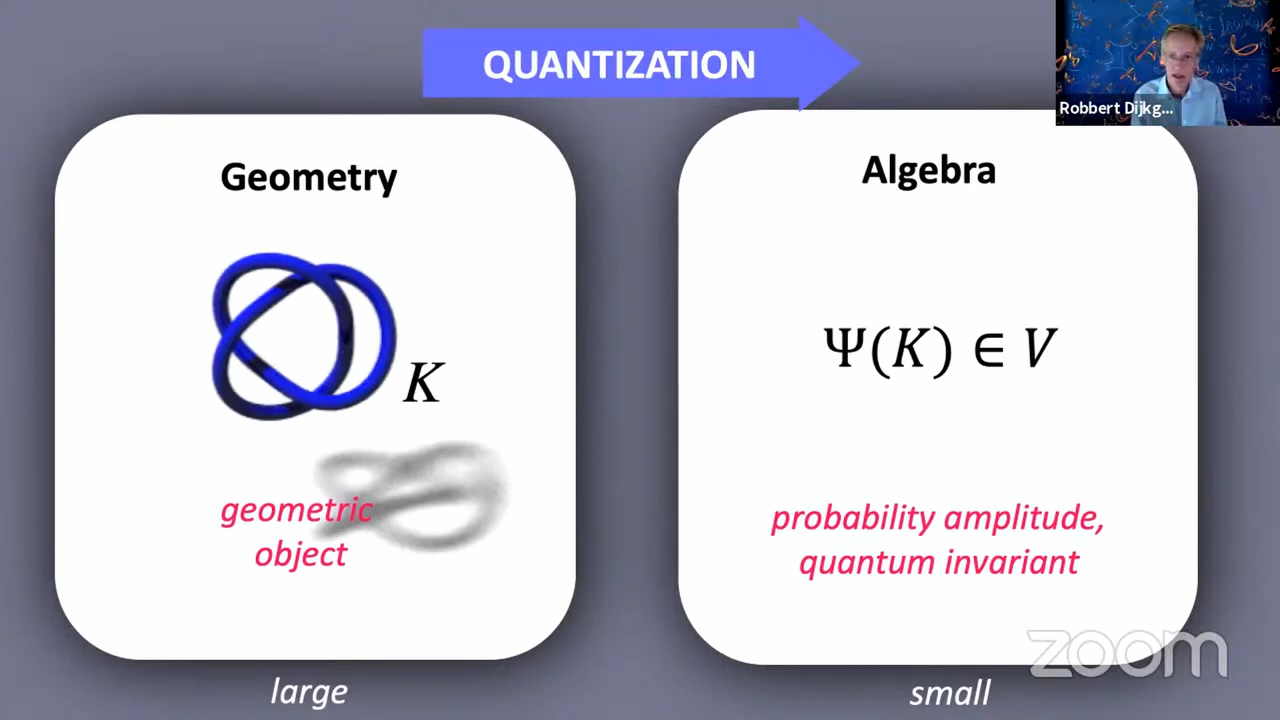 QUANTIZATION
Robbert Dijkg...
Geometry
K
geometric
object
large
Algebra
Ψ(K) ∈ V
probability amplitude,
quantum invariant
small
zoom